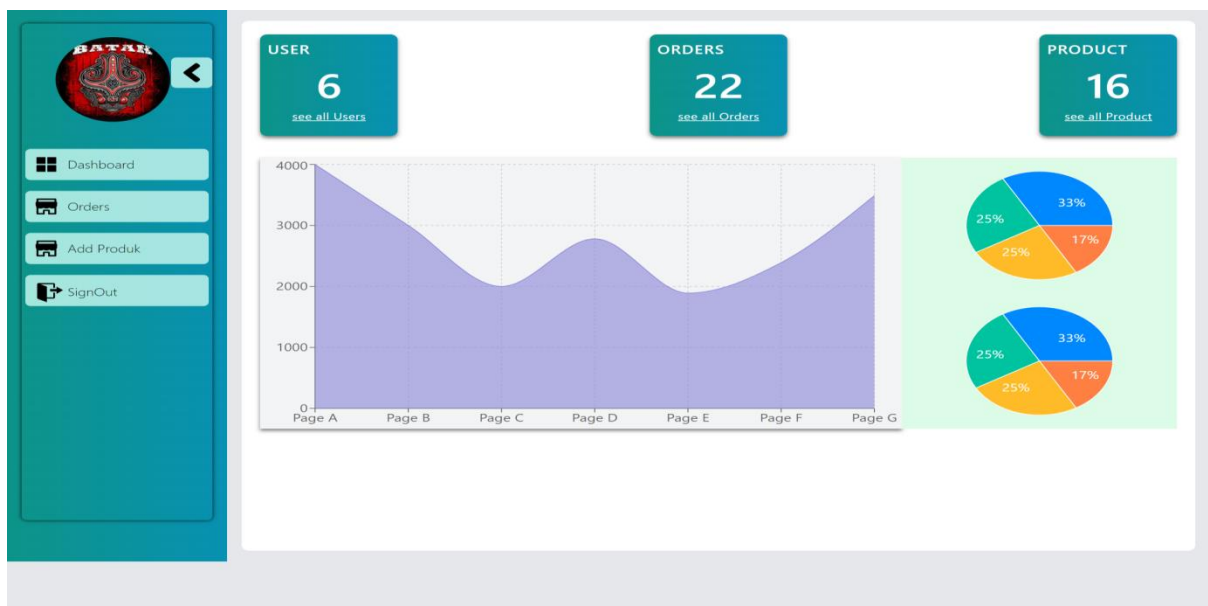 BATAK
Dashboard
Orders
Add Produk
SignOut
USER
6
see all Users
ORDERS
22
see all Orders
PRODUCT
16
see all Product
4000
3000
2000
1000
0
Page A Page B Page C Page D Page E Page F Page G
33%
25%
17%
25%
33%
25%
17%
25%